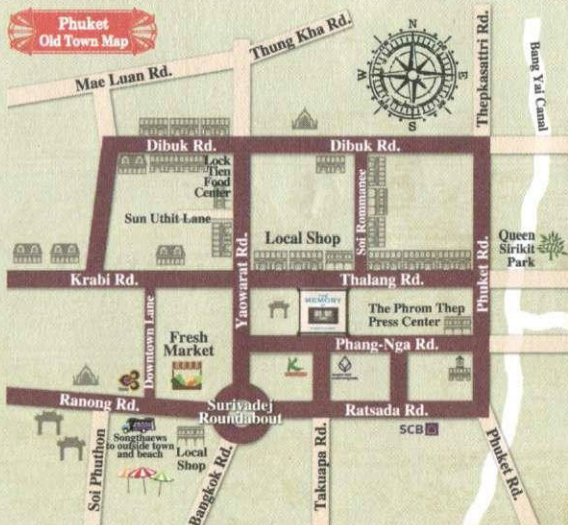 Phuket
Old Town Map
Thung Kha Rd.
Mae Luan Rd.
Thepkasattri Rd.
Bang Yai Canal
N
W
E
S
Dibuk Rd.
Dibuk Rd.
Lock
Tien
Food
Center
Sun Uthit Lane
Yaowarat Rd.
Local Shop
Soi Rommanee
Phuket Rd.
Queen
Sirikit
Park
Krabi Rd.
Thalang Rd.
THE
MEMORY
The Phrom Thep
Press Center
Downtown Lane
Fresh
Market
Phang-Nga Rd.
Ranong Rd.
Surivadej
Roundabout
Ratsada Rd.
SCB
Songthaews
to outside town
and beach
Local
Shop
Soi Phuthon
Bangkok Rd.
Takuapa Rd.
Phuket Rd.